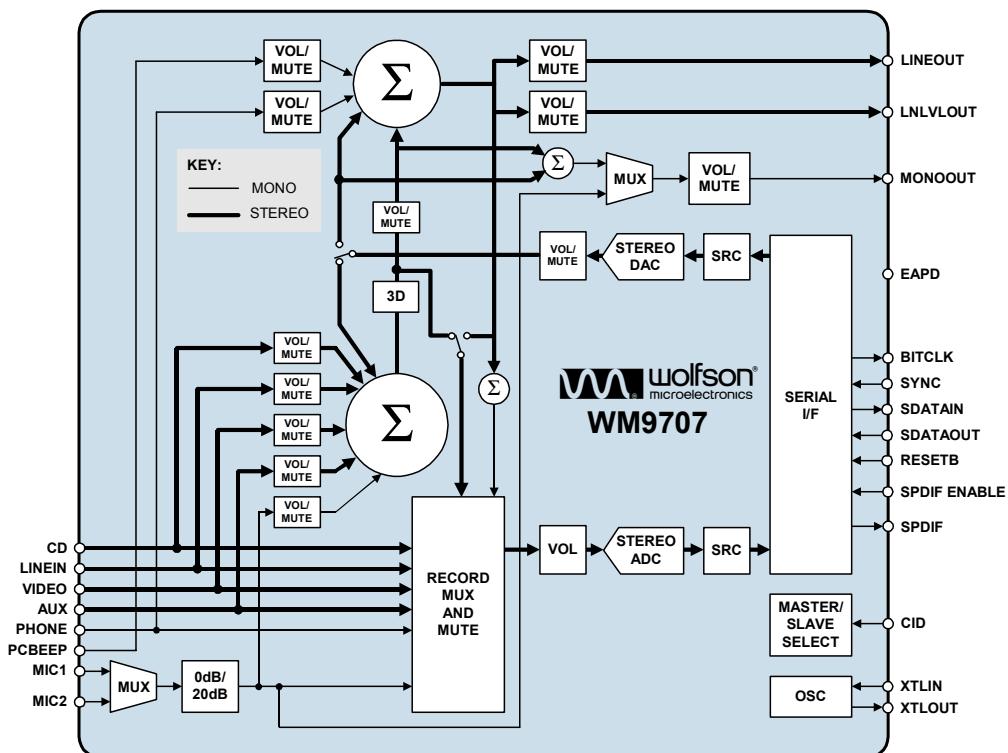 VOL/
MUTE
Σ
VOL/
MUTE
LINEOUT
VOL/
MUTE
VOL/
MUTE
LNLVLOUT
KEY:
MONO
STEREO
Σ
MUX
VOL/
MUTE
MONOOUT
VOL/
MUTE
VOL/
MUTE
STEREO
DAC
SRC
EAPD
3D
VOL/
MUTE
VOL/
MUTE
VOL/
MUTE
VOL/
MUTE
VOL/
MUTE
Σ
Σ
wolfson®
microelectronics
WM9707
SERIAL
I/F
BITCLK
SYNC
SDATAIN
SDATAOUT
RESETB
SPDIF ENABLE
SPDIF
CD
LINEIN
VIDEO
AUX
PHONE
PCBEEP
MIC1
MIC2
MUX
0dB/
20dB
RECORD
MUX
AND
MUTE
VOL
STEREO
ADC
SRC
MASTER/
SLAVE
SELECT
CID
OSC
XTLIN
XTLOUT